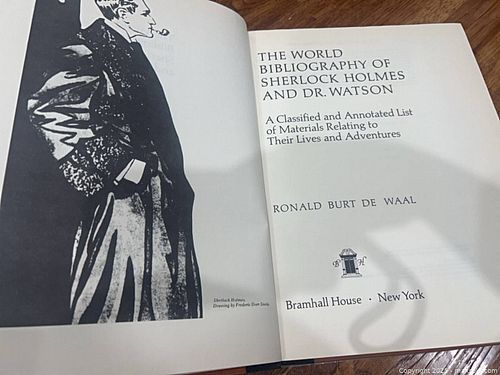 Sherlock Holmes.
Drawing by Frederic Dorr Steele.
THE WORLD
BIBLIOGRAPHY OF
SHERLOCK HOLMES
AND DR. WATSON
A Classified and Annotated List
of Materials Relating to
Their Lives and Adventures
RONALD BURT DE WAAL
B H
Bramhall House · New York